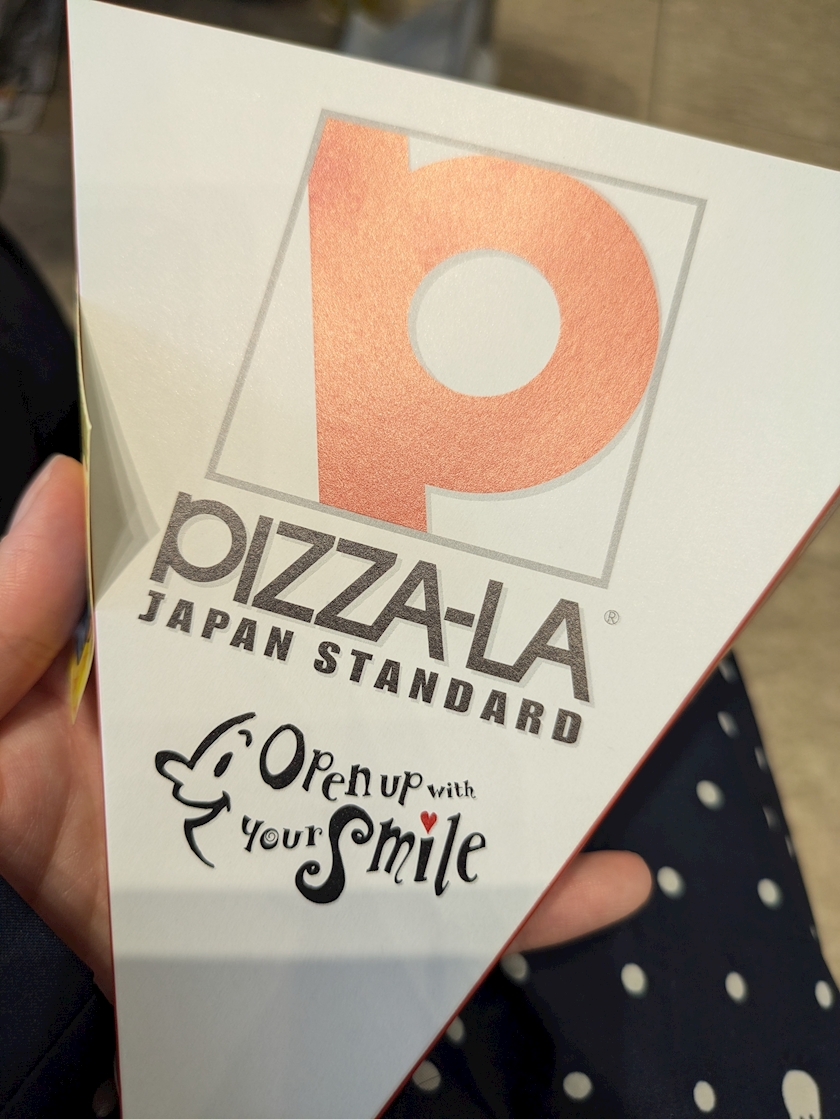 PIZZA-LA®
JAPAN STANDARD
Open up with
your Smile